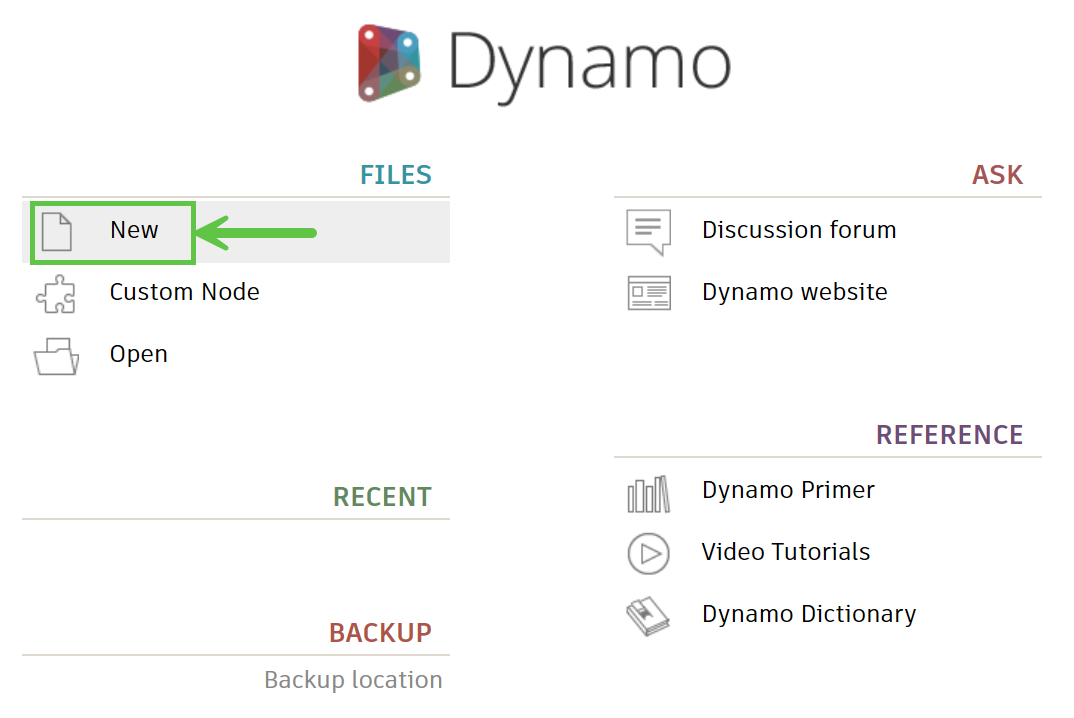 Dynamo
FILES
New
Custom Node
Open
RECENT
BACKUP
Backup location
ASK
Discussion forum
Dynamo website
REFERENCE
Dynamo Primer
Video Tutorials
Dynamo Dictionary